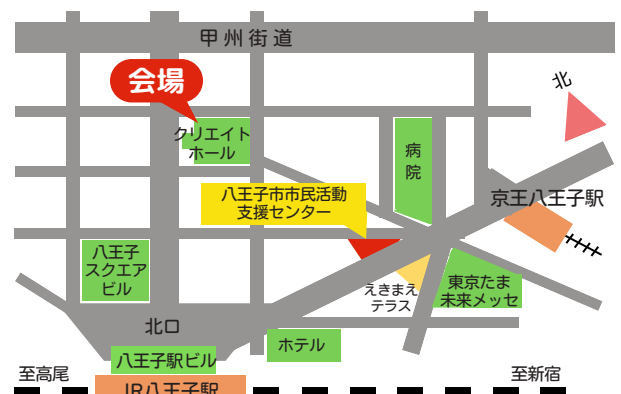 甲州街道
会場
北
クリエイト
ホール
病
院
京王八王子駅
八王子市市民活動
支援センター
八王子
スクエア
ビル
えきまえ
テラス
東京たま
未来メッセ
北口
ホテル
八王子駅ビル
至高尾
至新宿
JR八王子駅